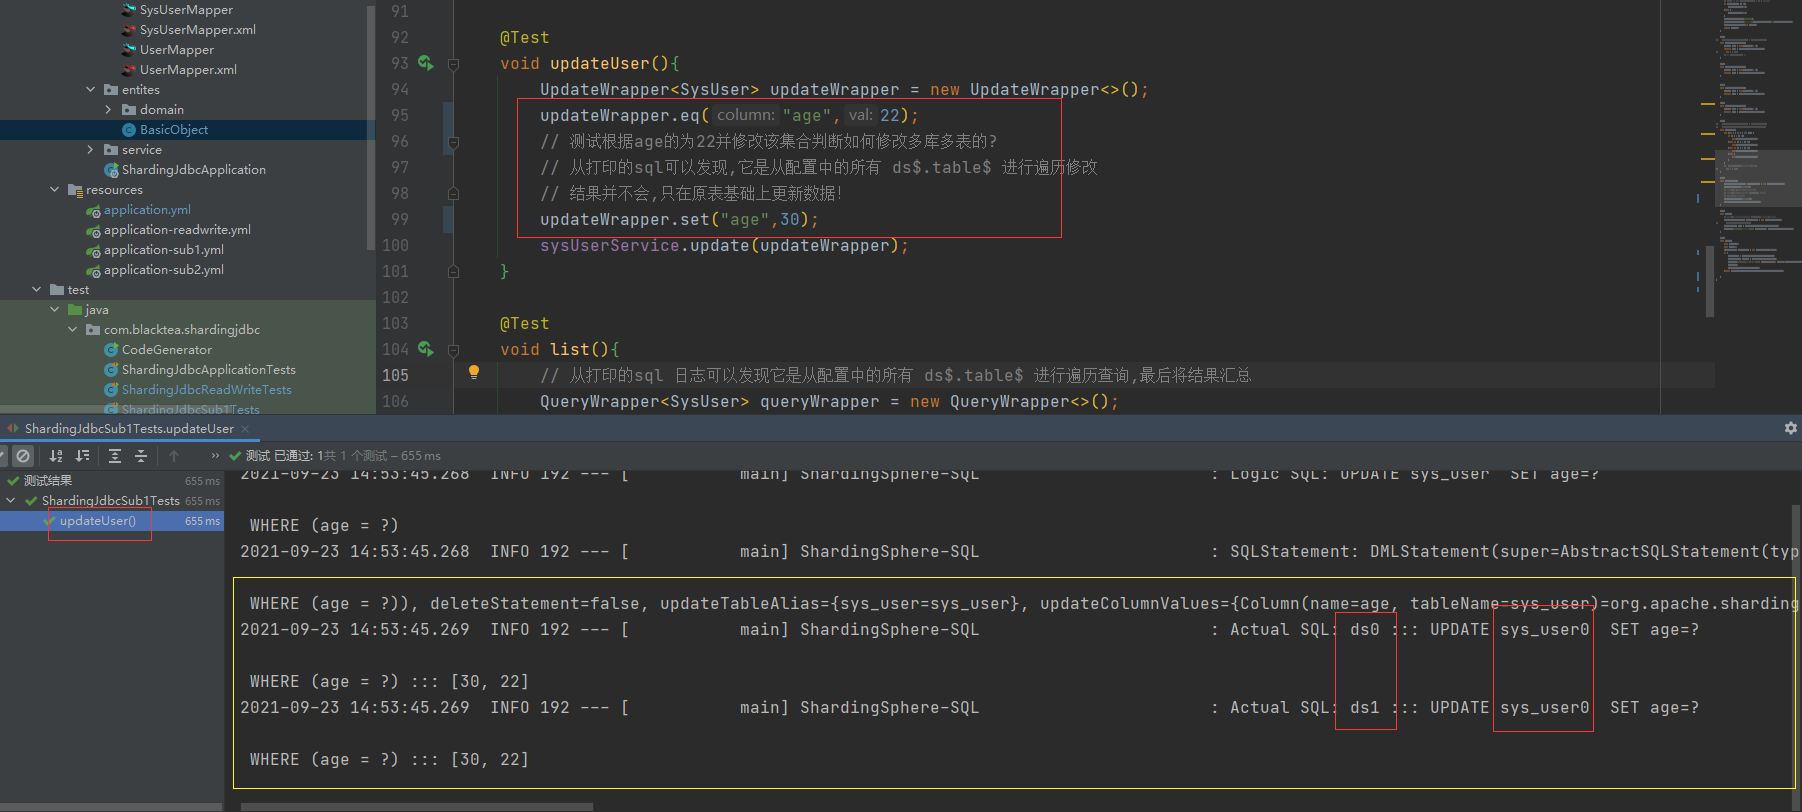 SysUserMapper
SysUserMapper.xml
UserMapper
UserMapper.xml
entites
domain
BasicObject
service
ShardingJdbcApplication
resources
application.yml
application-readwrite.yml
application-sub1.yml
application-sub2.yml
test
java
com.blacktea.shardingjdbc
CodeGenerator
ShardingJdbcApplicationTests
ShardingJdbcReadWriteTests
ShardingJdbcSub1Tests
91
92 @Test
93 void updateUser(){
94 UpdateWrapper<SysUser> updateWrapper = new UpdateWrapper<>();
95 updateWrapper.eq( column: "age", val: 22);
96 // 测试根据age的为22并修改该集合判断如何修改多库多表的?
97 // 从打印的sql可以发现,它是从配置中的所有 ds$.table$ 进行遍历修改
98 // 结果并不会,只在原表基础上更新数据!
99 updateWrapper.set("age",30);
100 sysUserService.update(updateWrapper);
101 }
102
103 @Test
104 void list(){
105 // 从打印的sql 日志可以发现它是从配置中的所有 ds$.table$ 进行遍历查询,最后将结果汇总
106 QueryWrapper<SysUser> queryWrapper = new QueryWrapper<>();
ShardingJdbcSub1Tests.updateUser ×
» 测试 已通过: 1共 1 个测试 – 655 ms
测试结果 655 ms
ShardingJdbcSub1Tests 655 ms
updateUser() 655 ms
2021-09-23 14:53:45.268 INFO 192 --- [ main] ShardingSphere-SQL : Logic SQL: UPDATE sys_user SET age=?
WHERE (age = ?)
2021-09-23 14:53:45.268 INFO 192 --- [ main] ShardingSphere-SQL : SQLStatement: DMLStatement(super=AbstractSQLStatement(typ
WHERE (age = ?)), deleteStatement=false, updateTableAlias={sys_user=sys_user}, updateColumnValues={Column(name=age, tableName=sys_user)=org.apache.sharding
2021-09-23 14:53:45.269 INFO 192 --- [ main] ShardingSphere-SQL : Actual SQL: ds0 ::: UPDATE sys_user0 SET age=?
WHERE (age = ?) ::: [30, 22]
2021-09-23 14:53:45.269 INFO 192 --- [ main] ShardingSphere-SQL : Actual SQL: ds1 ::: UPDATE sys_user0 SET age=?
WHERE (age = ?) ::: [30, 22]